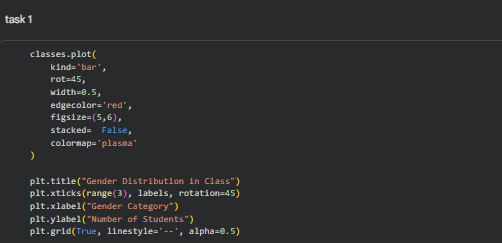 task 1
classes.plot(
kind='bar',
rot=45,
width=0.5,
edgecolor='red',
figsize=(5,6),
stacked=  False,
colormap='plasma'
)
plt.title("Gender Distribution in Class")
plt.xticks(range(3), labels, rotation=45)
plt.xlabel("Gender Category")
plt.ylabel("Number of Students")
plt.grid(True, linestyle='--', alpha=0.5)